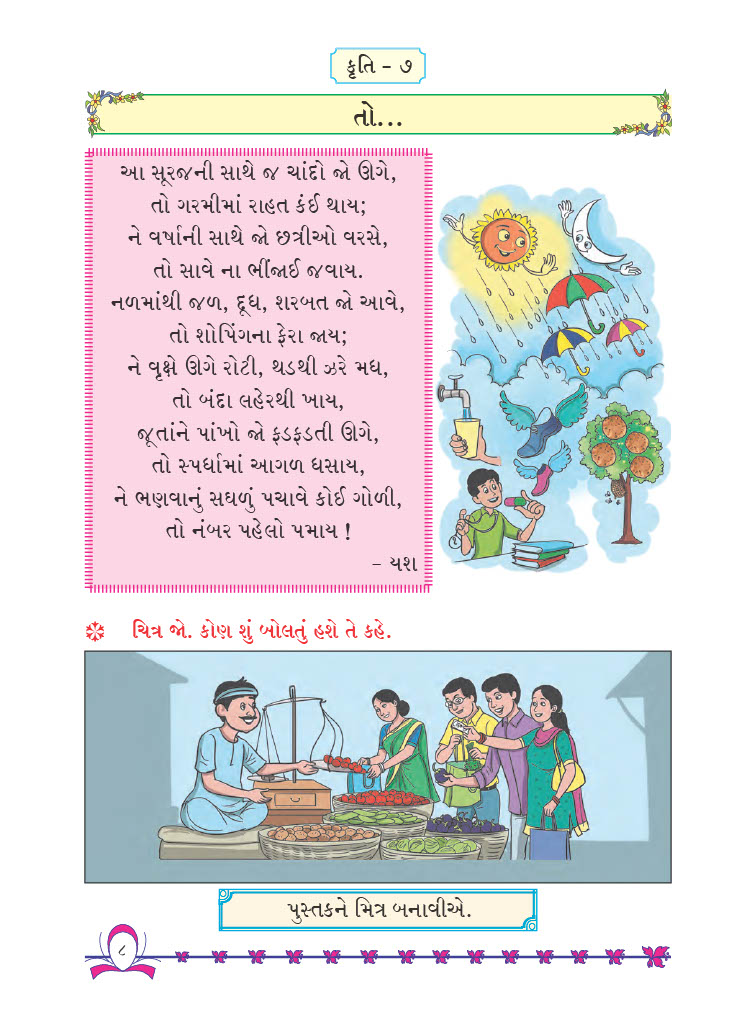 કૃતિ - ૭
તો...
આ સૂરજની સાથે જ ચાંદો જો ઊગે,
તો ગરમીમાં રાહત કંઈ થાય;
ને વર્ષાની સાથે જો છત્રીઓ વરસે,
તો સાવે ના ભીંજાઈ જવાય.
નળમાંથી જળ, દૂધ, શરબત જો આવે,
તો શોપિંગના ફેરા જાય;
ને વૃક્ષે ઊગે રોટી, થડથી ઝરે મધ,
તો બંદા લહેરથી ખાય,
જૂતાંને પાંખો જો ફડફડતી ઊગે,
તો સ્પર્ધામાં આગળ ધસાય,
ને ભણવાનું સઘળું પચાવે કોઈ ગોળી,
તો નંબર પહેલો પમાય !
- યશ
ચિત્ર જો. કોણ શું બોલતું હશે તે કહે.
પુસ્તકને મિત્ર બનાવીએ.
૮